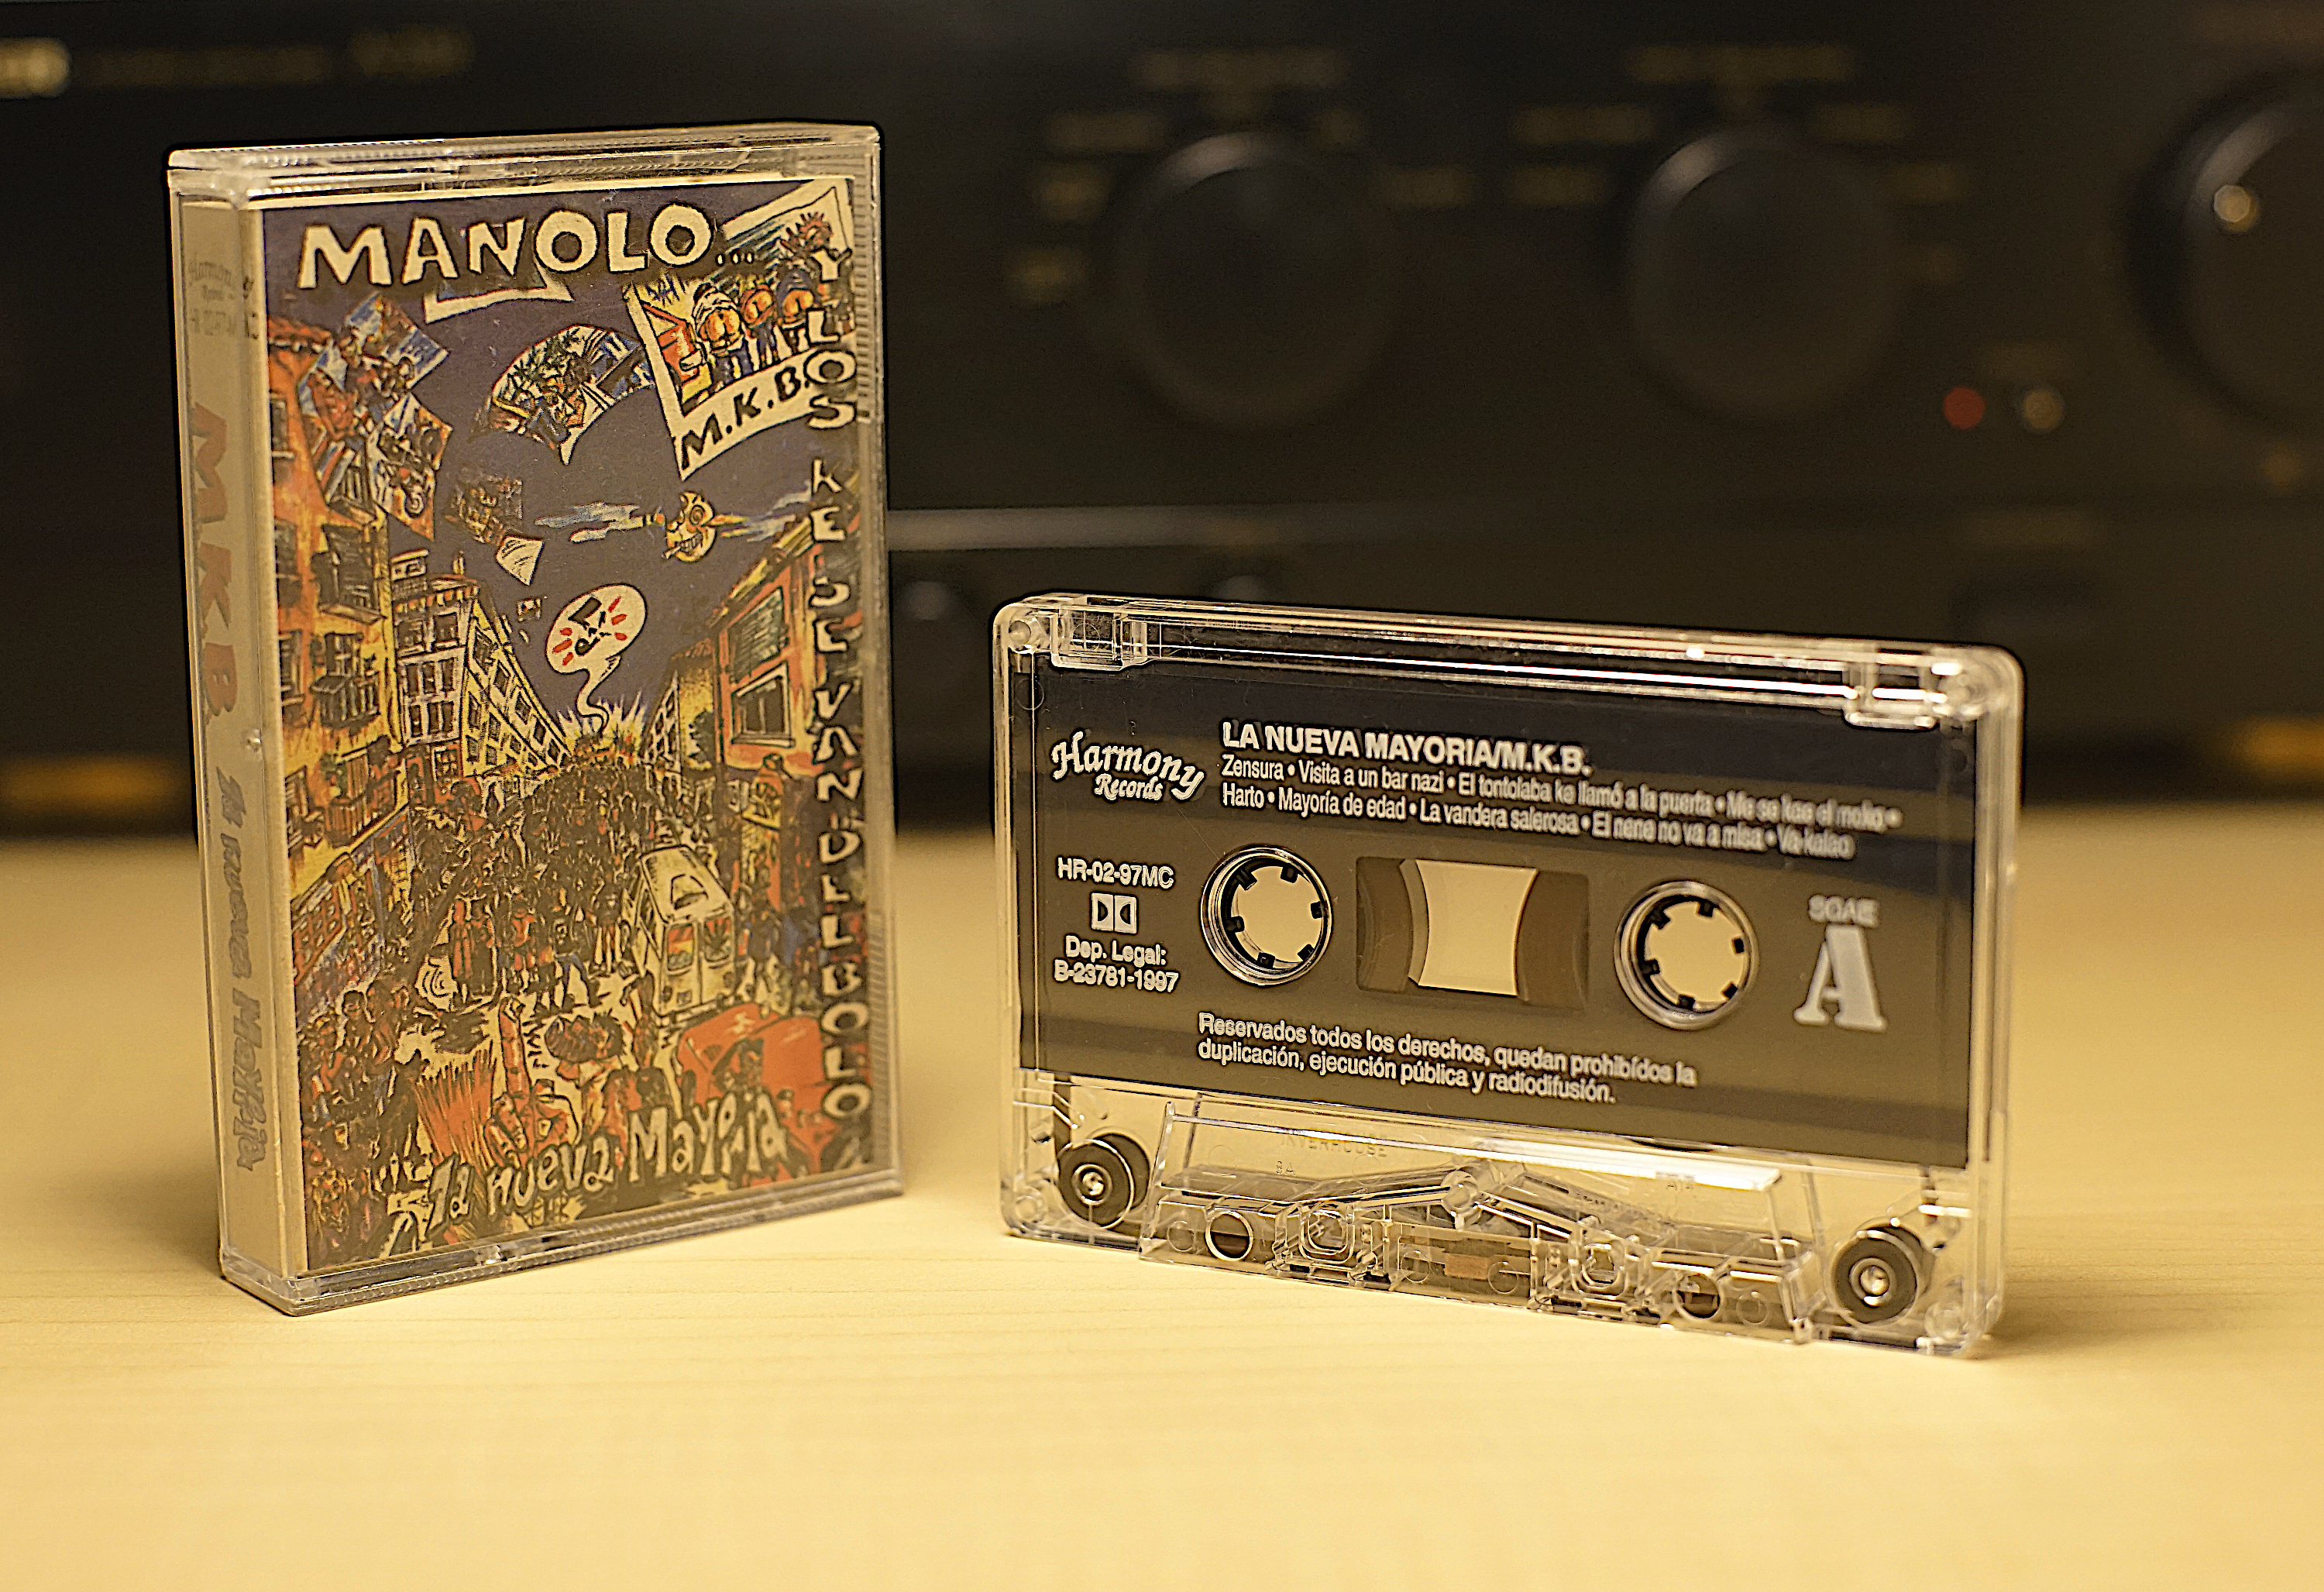 MANOLO...
Y LOS KE SE VAN DEL BOLO
M.K.B.
la nueva Mayoria
M.K.B
la nueva Mayoria
Harmony
Records
LA NUEVA MAYORIA/M.K.B.
Zensura • Visita a un bar nazi • El tontolaba ke llamó a la puerta • Me se kae el moko •
Harto • Mayoría de edad • La vandera salerosa • El nene no va a misa • Va kalao
HR-02-97MC
Dep. Legal:
B-23781-1997
SGAE
A
Reservados todos los derechos, quedan prohibídos la
duplicación, ejecución pública y radiodifusión.